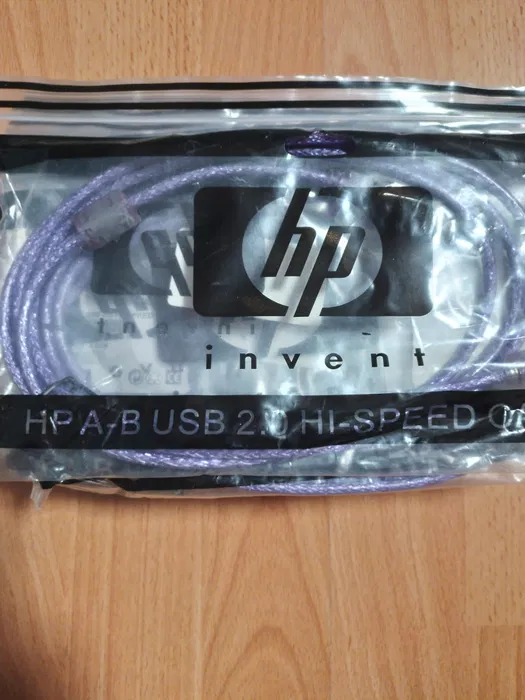 hp
invent
HP A-B USB 2.0 HI-SPEED